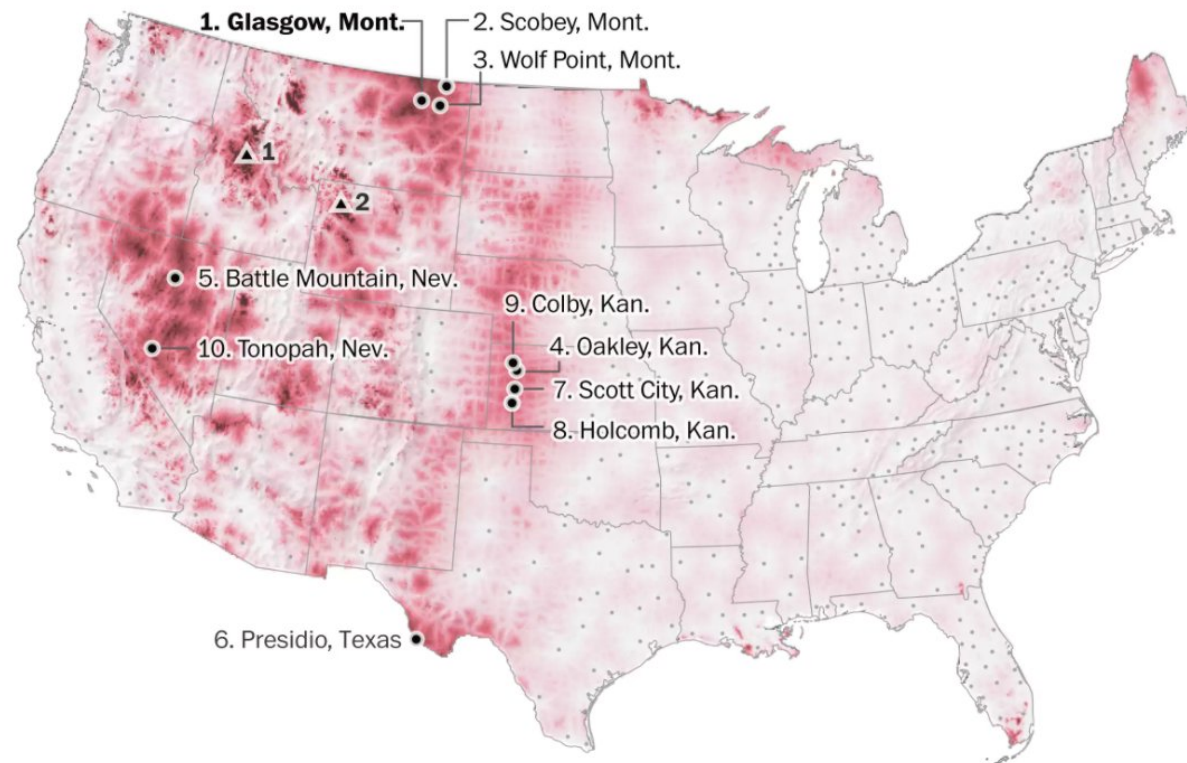 1. Glasgow, Mont.
2. Scobey, Mont.
3. Wolf Point, Mont.
1
2
5. Battle Mountain, Nev.
9. Colby, Kan.
4. Oakley, Kan.
10. Tonopah, Nev.
7. Scott City, Kan.
8. Holcomb, Kan.
6. Presidio, Texas